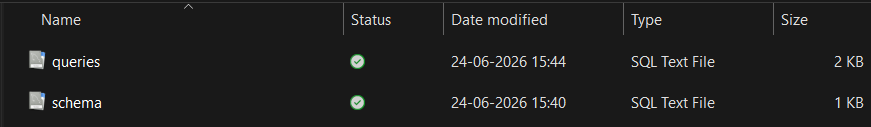 Name Status Date modified Type Size
queries 24-06-2026 15:44 SQL Text File 2 KB
schema 24-06-2026 15:40 SQL Text File 1 KB